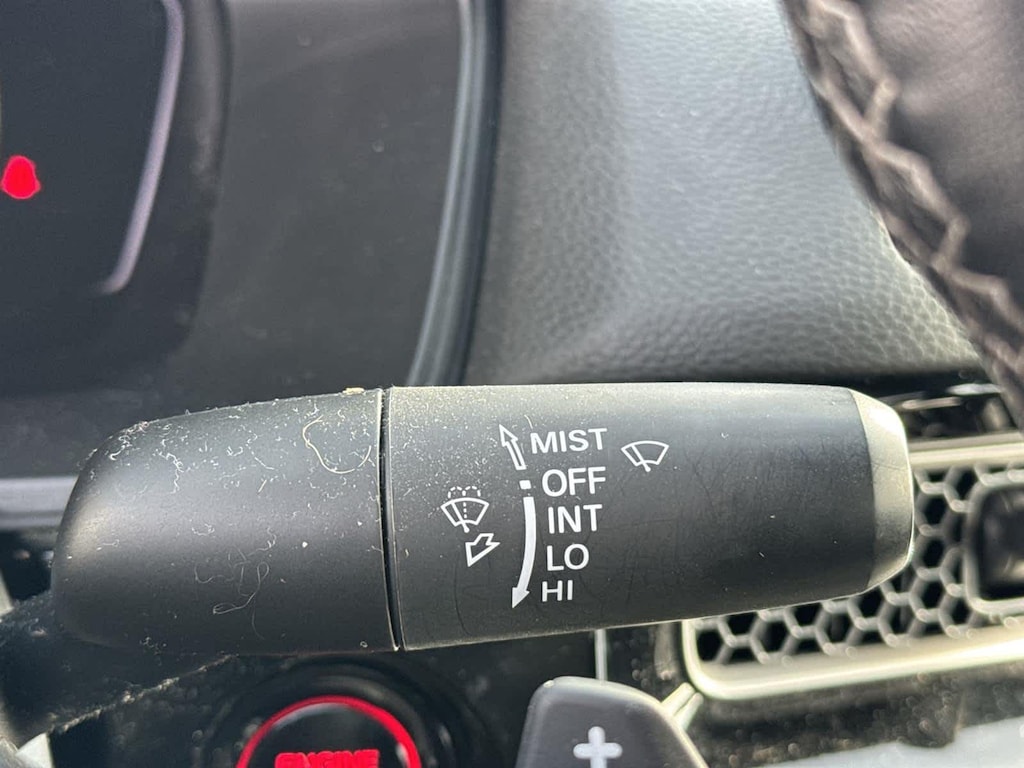 MIST
OFF
INT
LO
HI
ENGINE
+